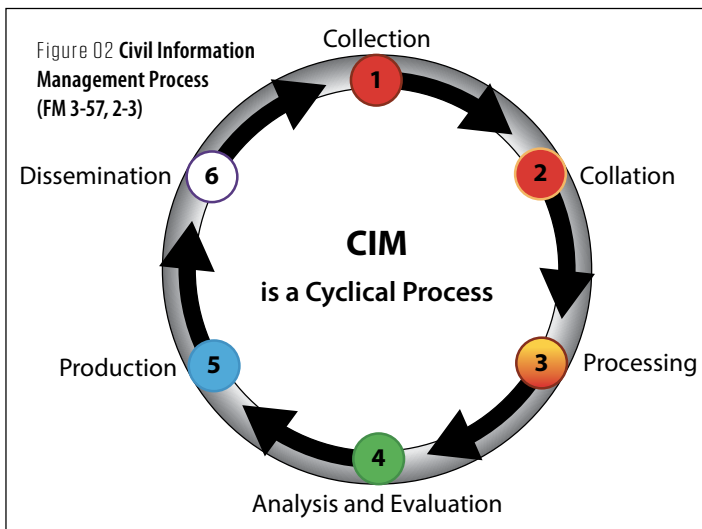 Figure 02 Civil Information
Management Process
(FM 3-57, 2-3)
Collection
1
2
Collation
3
Processing
4
Analysis and Evaluation
5
Production
6
Dissemination
CIM
is a Cyclical Process